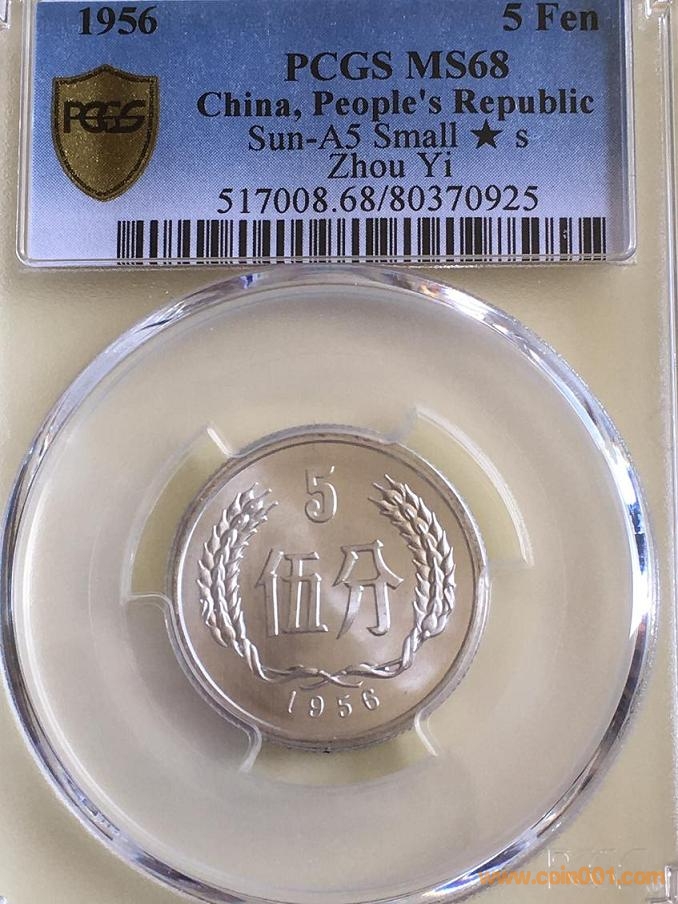 1956 5 Fen
PCGS MS68
PCGS
China, People's Republic
Sun-A5 Small ★ s
Zhou Yi
517008.68/80370925
5
伍分
1956
www.coin001.com